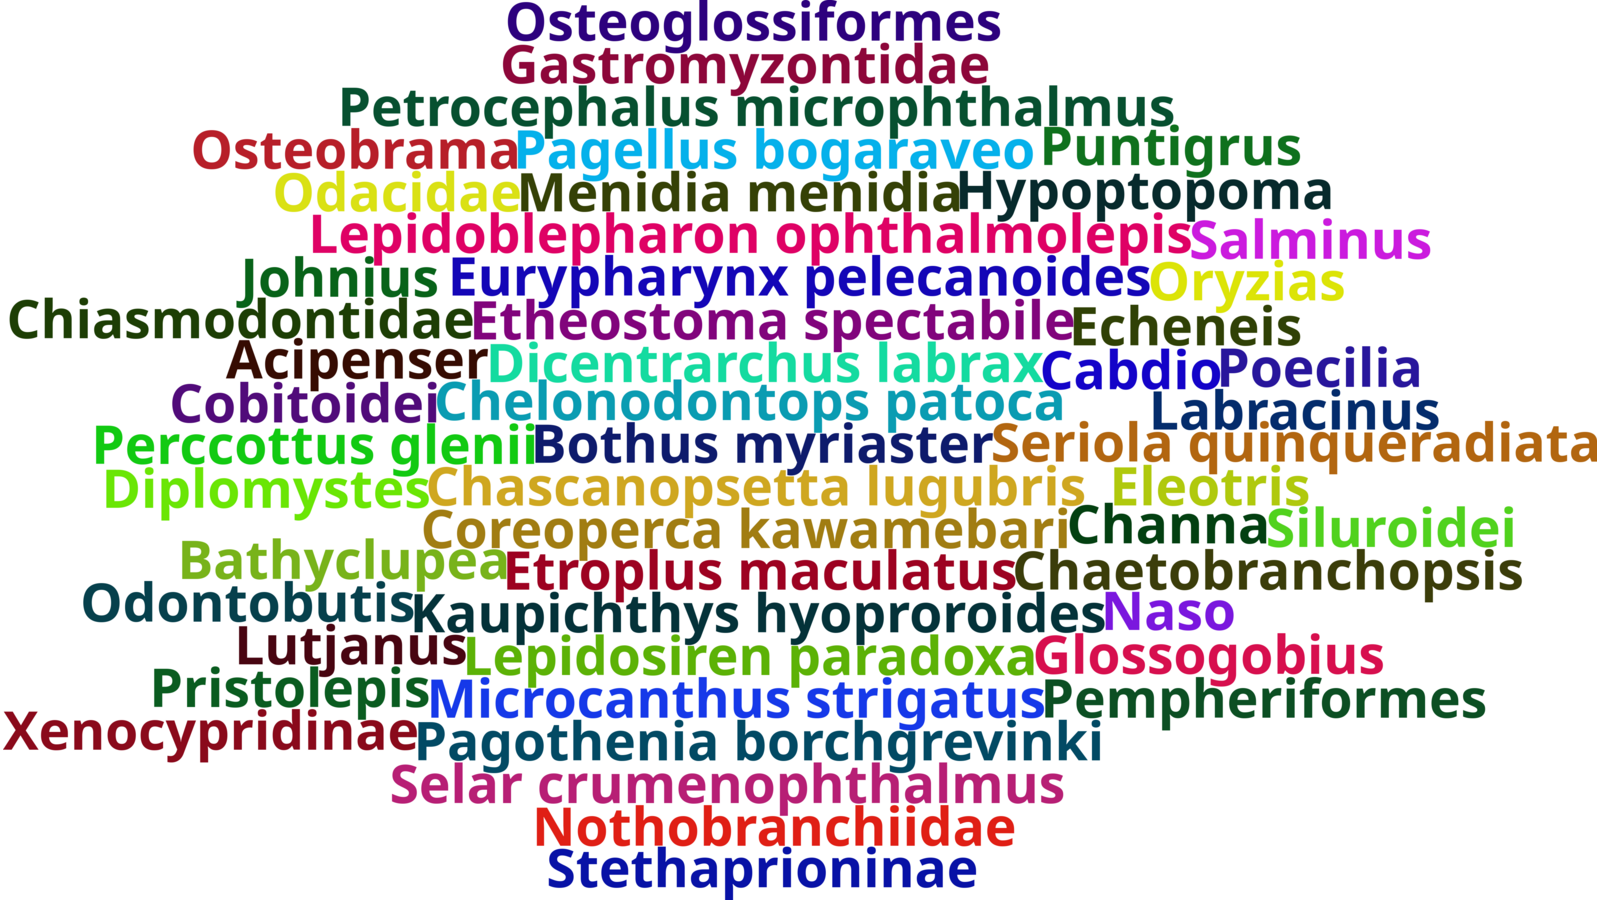 Osteoglossiformes
Gastromyzontidae
Petrocephalus microphthalmus
Osteobrama Pagellus bogaraveo Puntigrus
Odacidae Menidia menidia Hypoptopoma
Lepidoblepharon ophthalmolepis Salminus
Johnius Eurypharynx pelecanoides Oryzias
Chiasmodontidae Etheostoma spectabile Echeneis
Acipenser Dicentrarchus labrax Cabdio Poecilia
Cobitoidei Chelonodontops patoca Labracinus
Perccottus glenii Bothus myriaster Seriola quinqueradiata
Diplomystes Chascanopsetta lugubris Eleotris
Coreoperca kawamebari Channa Siluroidei
Bathyclupea Etroplus maculatus Chaetobranchopsis
Odontobutis Kaupichthys hyoproroides Naso
Lutjanus Lepidosiren paradoxa Glossogobius
Pristolepis Microcanthus strigatus Pempheriformes
Xenocypridinae Pagothenia borchgrevinki
Selar crumenophthalmus
Nothobranchiidae
Stethaprioninae